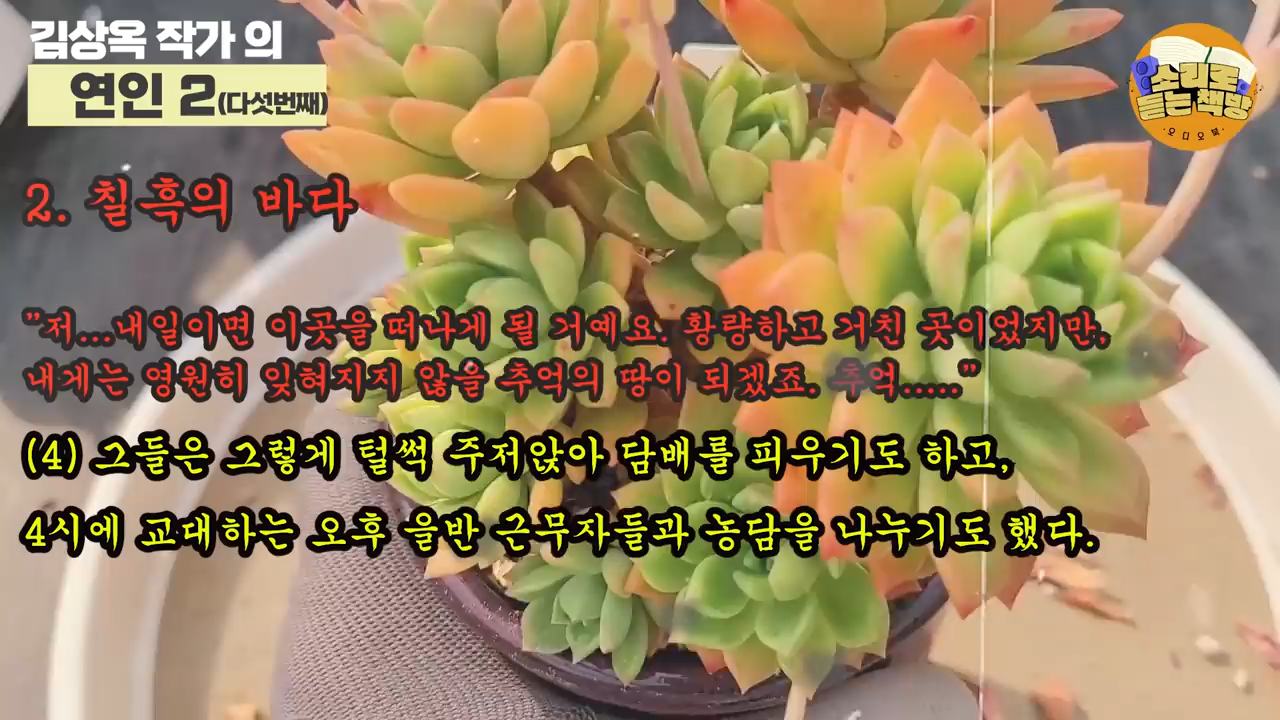 김상옥 작가 의
연인 2(다섯번째)
소리로
듣는 책방
·오디오북·
2. 칠흑의 바다
"저...내일이면 이곳을 떠나게 될 거예요. 황량하고 거친 곳이었지만,
내게는 영원히 잊혀지지 않을 추억의 땅이 되겠죠. 추억....."
(4) 그들은 그렇게 털썩 주저앉아 담배를 피우기도 하고,
4시에 교대하는 오후 을반 근무자들과 농담을 나누기도 했다.